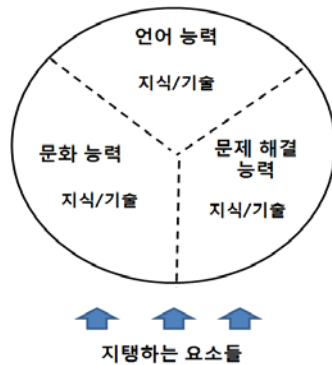 언어 능력
지식/기술
문화 능력
지식/기술
문제 해결
능력
지식/기술
지탱하는 요소들